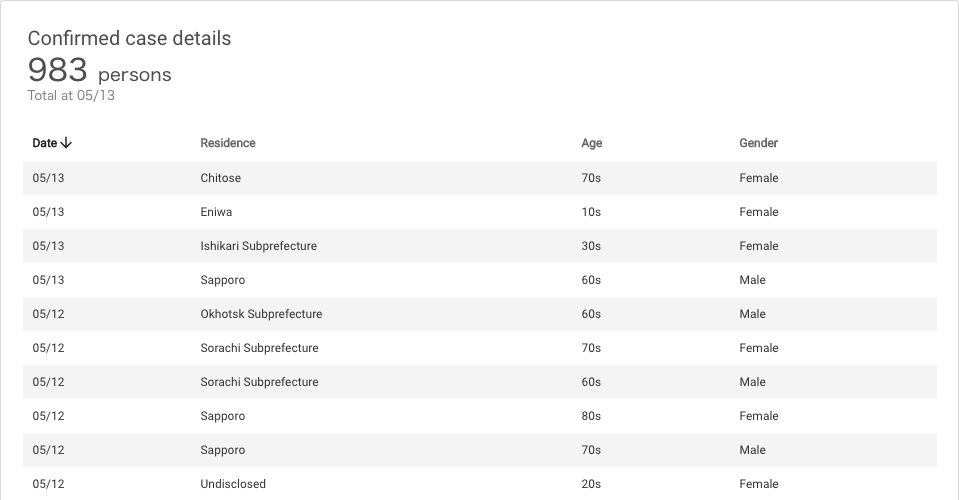 Confirmed case details
983 persons
Total at 05/13
Date Residence Age Gender
05/13 Chitose 70s Female
05/13 Eniwa 10s Female
05/13 Ishikari Subprefecture 30s Female
05/13 Sapporo 60s Male
05/12 Okhotsk Subprefecture 60s Male
05/12 Sorachi Subprefecture 70s Female
05/12 Sorachi Subprefecture 60s Male
05/12 Sapporo 80s Female
05/12 Sapporo 70s Male
05/12 Undisclosed 20s Female